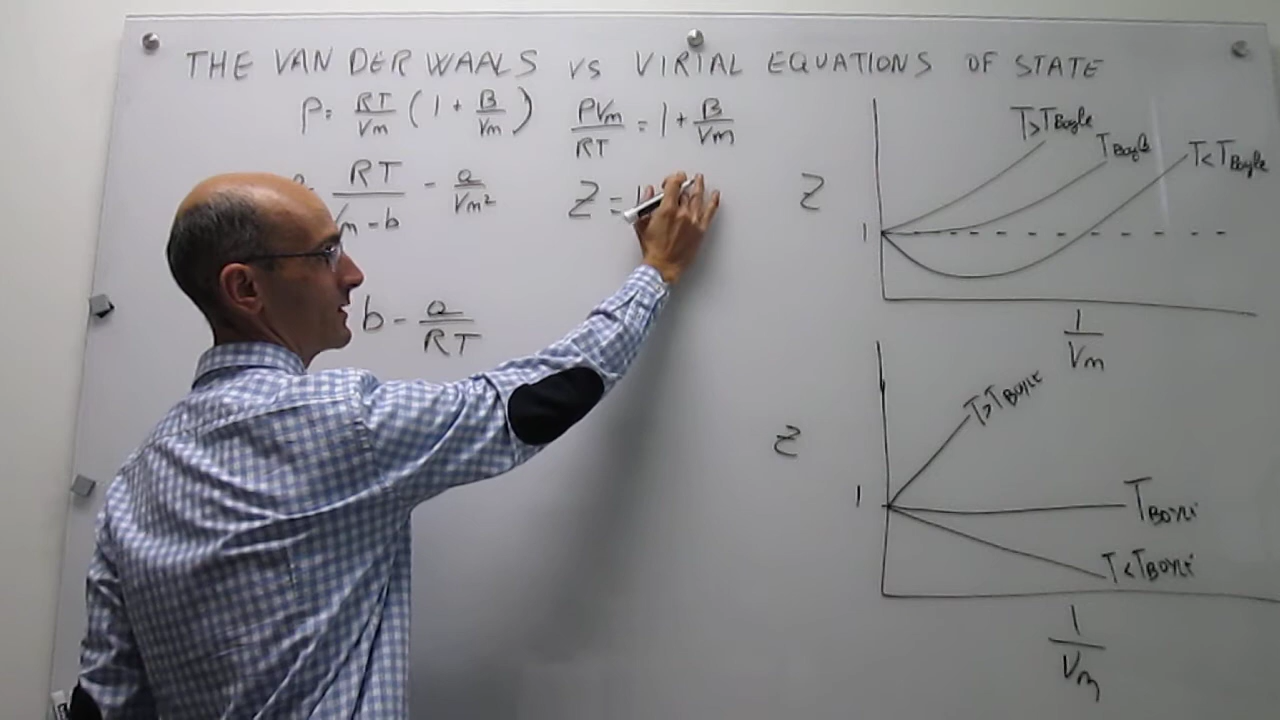 THE VAN DER WAALS VS VIRIAL EQUATIONS OF STATE
P = RT/Vm (1 + B/Vm)
PVm/RT = 1 + B/Vm
RT/Vm-b - a/Vm²
Z = 1
b - a/RT
T>TBoyle
TBoyle
T<TBoyle
Z
1
1/Vm
T>TBOYLE
Z
1
TBOYLE
T<TBOYLE
1/Vm